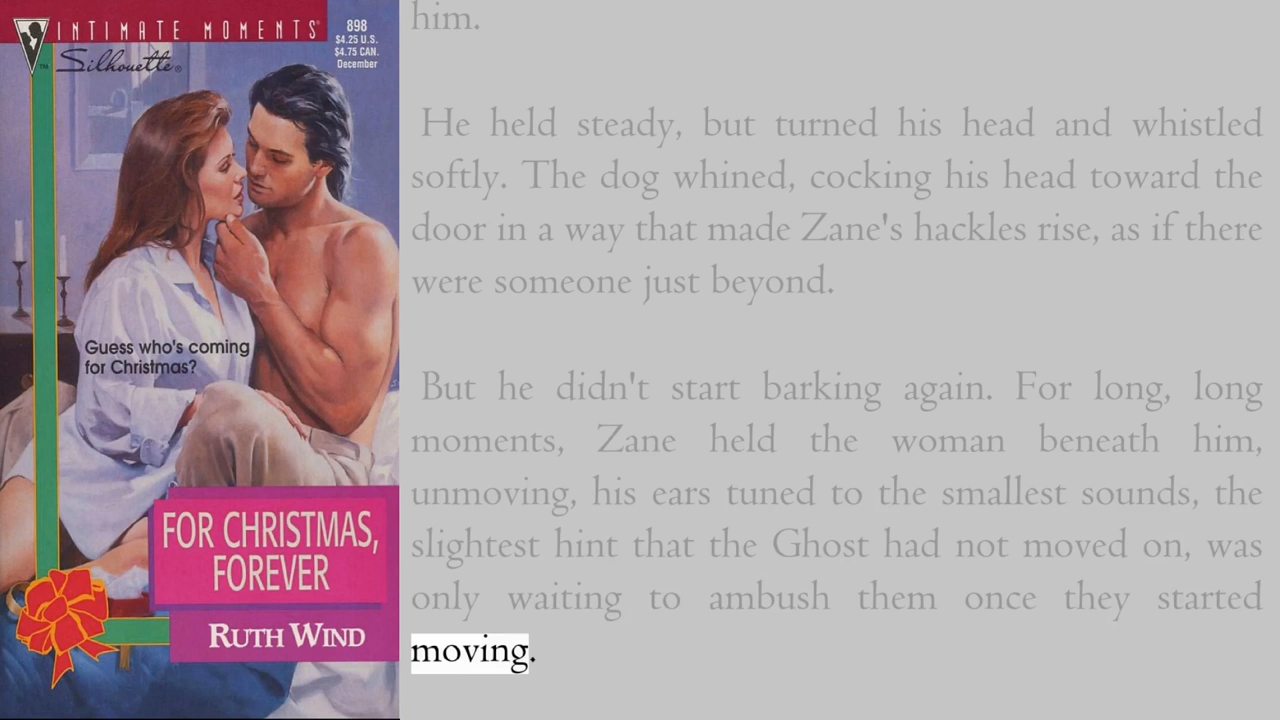 INTIMATE MOMENTS®
898
$4.25 U.S.
$4.75 CAN.
December
™ Silhouette®
Guess who's coming
for Christmas?
FOR CHRISTMAS,
FOREVER
RUTH WIND
him.
He held steady, but turned his head and whistled
softly. The dog whined, cocking his head toward the
door in a way that made Zane's hackles rise, as if there
were someone just beyond.
But he didn't start barking again. For long, long
moments, Zane held the woman beneath him,
unmoving, his ears tuned to the smallest sounds, the
slightest hint that the Ghost had not moved on, was
only waiting to ambush them once they started
moving.